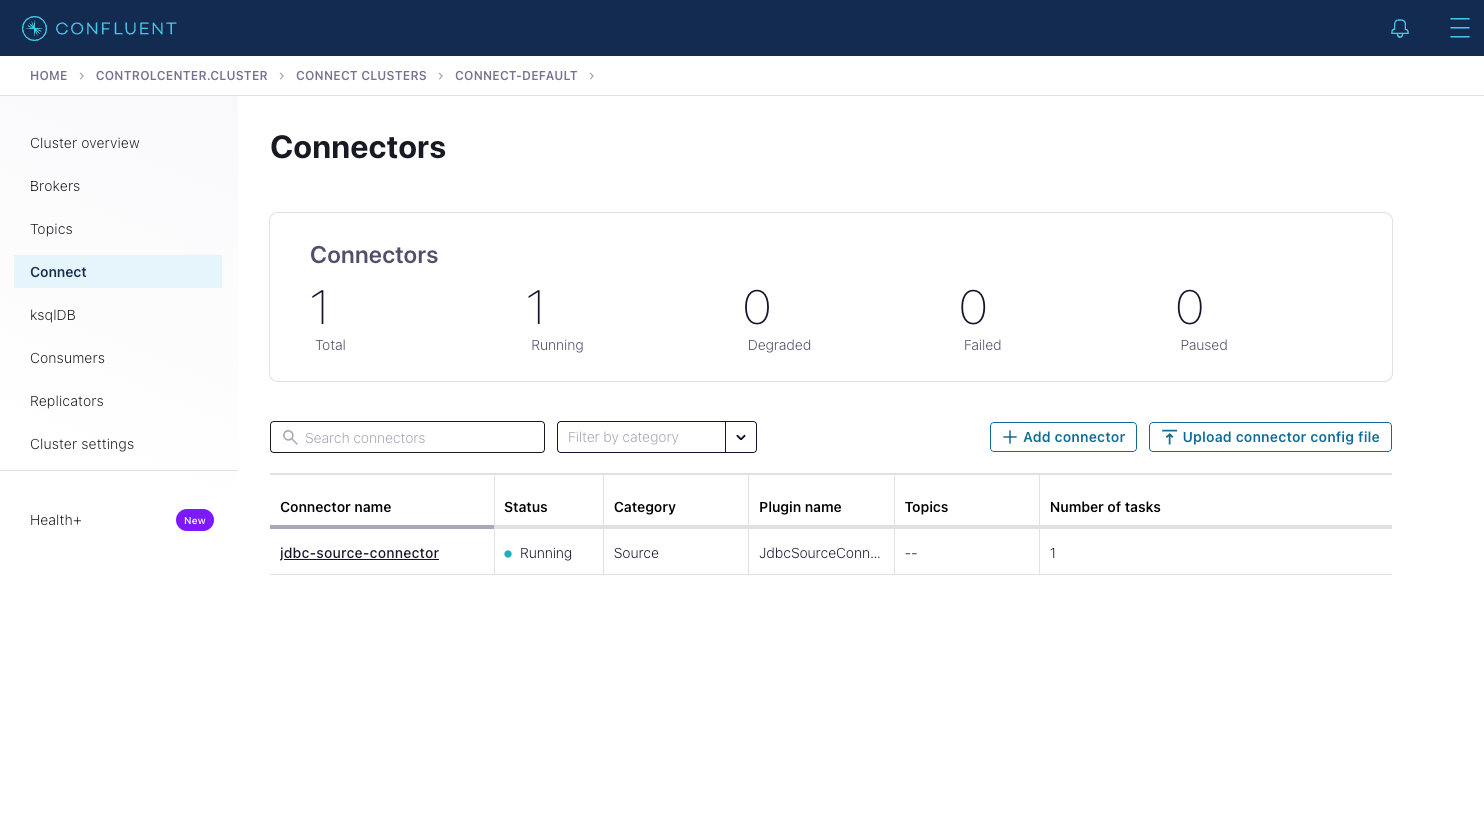 CONFLUENT
HOME > CONTROLCENTER.CLUSTER > CONNECT CLUSTERS > CONNECT-DEFAULT >
Cluster overview
Brokers
Topics
Connect
ksqlDB
Consumers
Replicators
Cluster settings
Health+ New
Connectors
Connectors
1 1 0 0 0
Total Running Degraded Failed Paused
Search connectors Filter by category Add connector Upload connector config file
Connector name Status Category Plugin name Topics Number of tasks
jdbc-source-connector Running Source JdbcSourceConn... -- 1